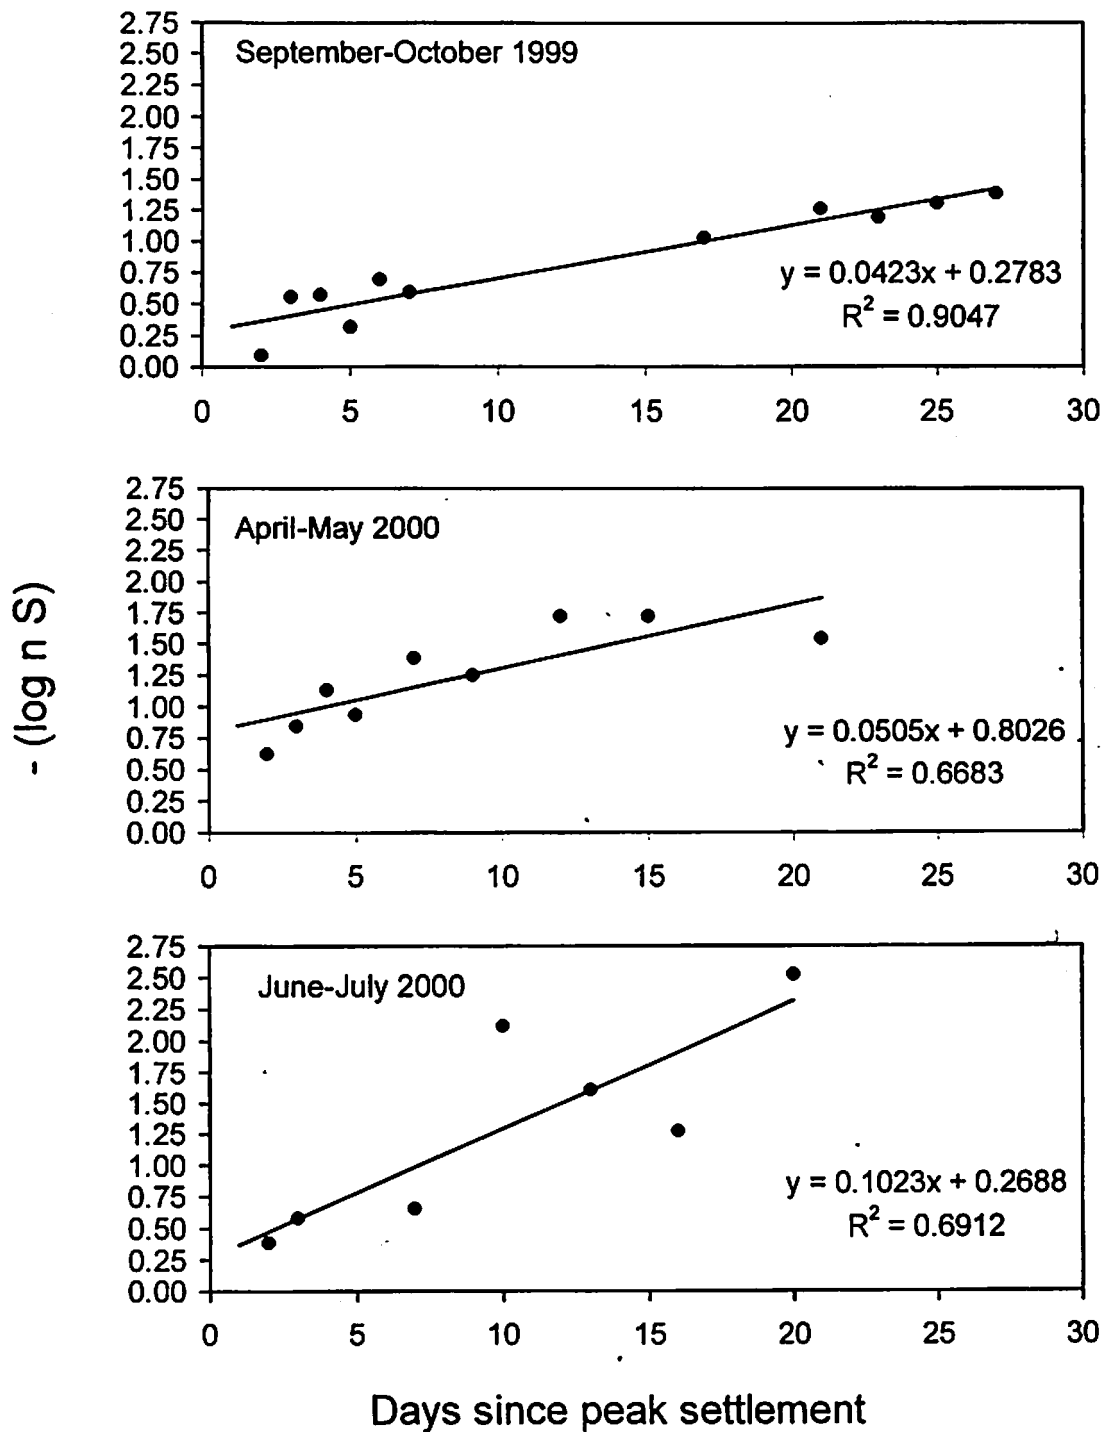 2.75
2.50
2.25
2.00
1.75
1.50
1.25
1.00
0.75
0.50
0.25
0.00
September-October 1999
y = 0.0423x + 0.2783
R² = 0.9047
0 5 10 15 20 25 30
- (log n S)
2.75
2.50
2.25
2.00
1.75
1.50
1.25
1.00
0.75
0.50
0.25
0.00
April-May 2000
y = 0.0505x + 0.8026
R² = 0.6683
0 5 10 15 20 25 30
2.75
2.50
2.25
2.00
1.75
1.50
1.25
1.00
0.75
0.50
0.25
0.00
June-July 2000
y = 0.1023x + 0.2688
R² = 0.6912
0 5 10 15 20 25 30
Days since peak settlement